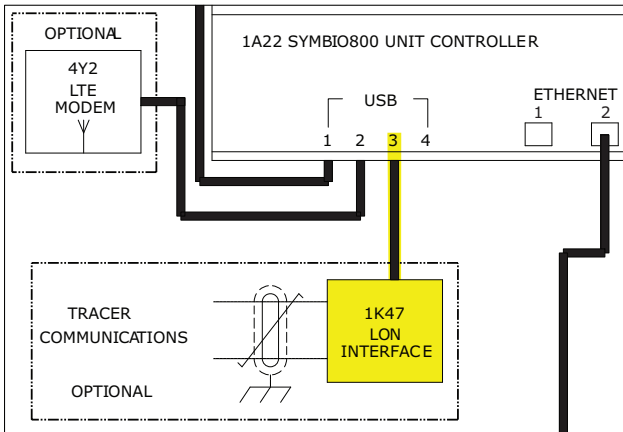 OPTIONAL
4Y2
LTE
MODEM
1A22 SYMBIO800 UNIT CONTROLLER
USB
1 2 3 4
ETHERNET
1 2
TRACER
COMMUNICATIONS
OPTIONAL
1K47
LON
INTERFACE